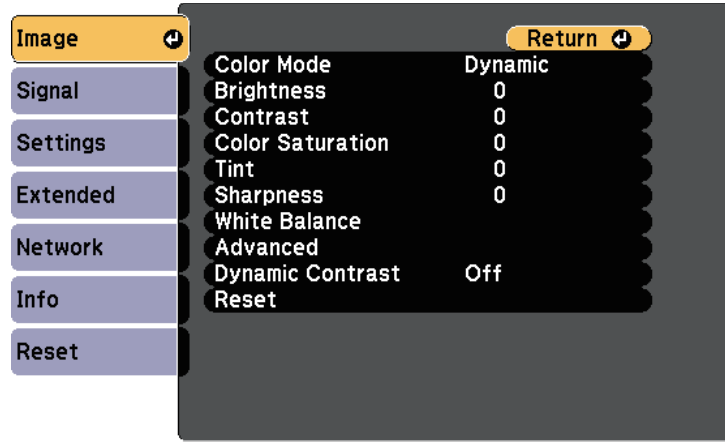 Image
Signal
Settings
Extended
Network
Info
Reset
Return
Color Mode Dynamic
Brightness 0
Contrast 0
Color Saturation 0
Tint 0
Sharpness 0
White Balance
Advanced
Dynamic Contrast Off
Reset